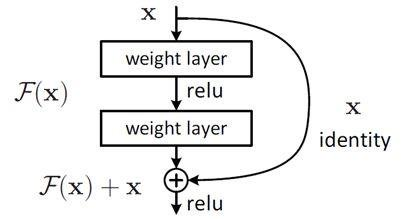 x
weight layer
F(x)
relu
weight layer
x
identity
F(x) + x
relu